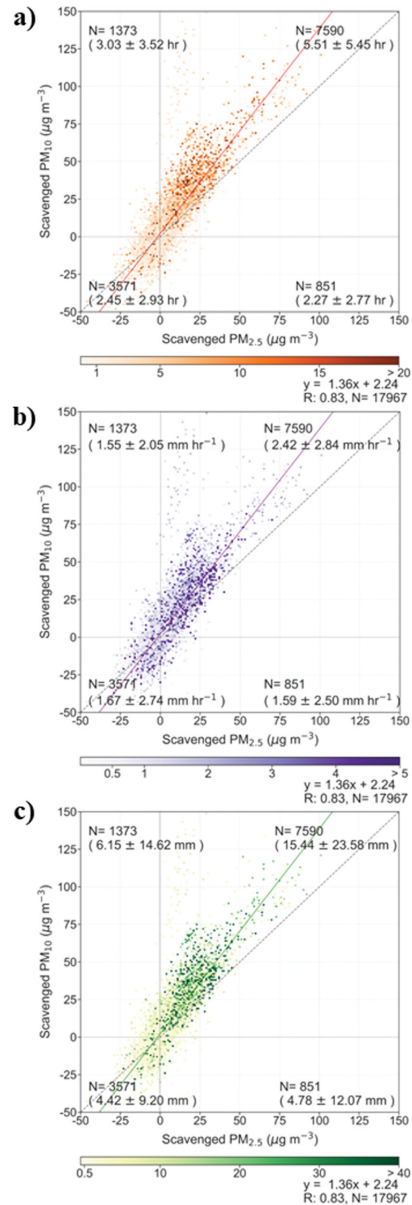 a)
N= 1373
( 3.03 ± 3.52 hr )
N= 7590
( 5.51 ± 5.45 hr )
Scavenged PM10 (µg m−3)
150
125
100
75
50
25
0
-25
-50
N= 3571
( 2.45 ± 2.93 hr )
N= 851
( 2.27 ± 2.77 hr )
-50 -25 0 25 50 75 100 125 150
Scavenged PM2.5 (µg m−3)
1 5 10 15 > 20
y = 1.36x + 2.24
R: 0.83, N= 17967
b)
N= 1373
( 1.55 ± 2.05 mm hr−1 )
N= 7590
( 2.42 ± 2.84 mm hr−1 )
Scavenged PM10 (µg m−3)
150
125
100
75
50
25
0
-25
-50
N= 3571
( 1.67 ± 2.74 mm hr−1 )
N= 851
( 1.59 ± 2.50 mm hr−1 )
-50 -25 0 25 50 75 100 125 150
Scavenged PM2.5 (µg m−3)
0.5 1 2 3 4 > 5
y = 1.36x + 2.24
R: 0.83, N= 17967
c)
N= 1373
( 6.15 ± 14.62 mm )
N= 7590
( 15.44 ± 23.58 mm )
Scavenged PM10 (µg m−3)
150
125
100
75
50
25
0
-25
-50
N= 3571
( 4.42 ± 9.20 mm )
N= 851
( 4.78 ± 12.07 mm )
-50 -25 0 25 50 75 100 125 150
Scavenged PM2.5 (µg m−3)
0.5 10 20 30 > 40
y = 1.36x + 2.24
R: 0.83, N= 17967